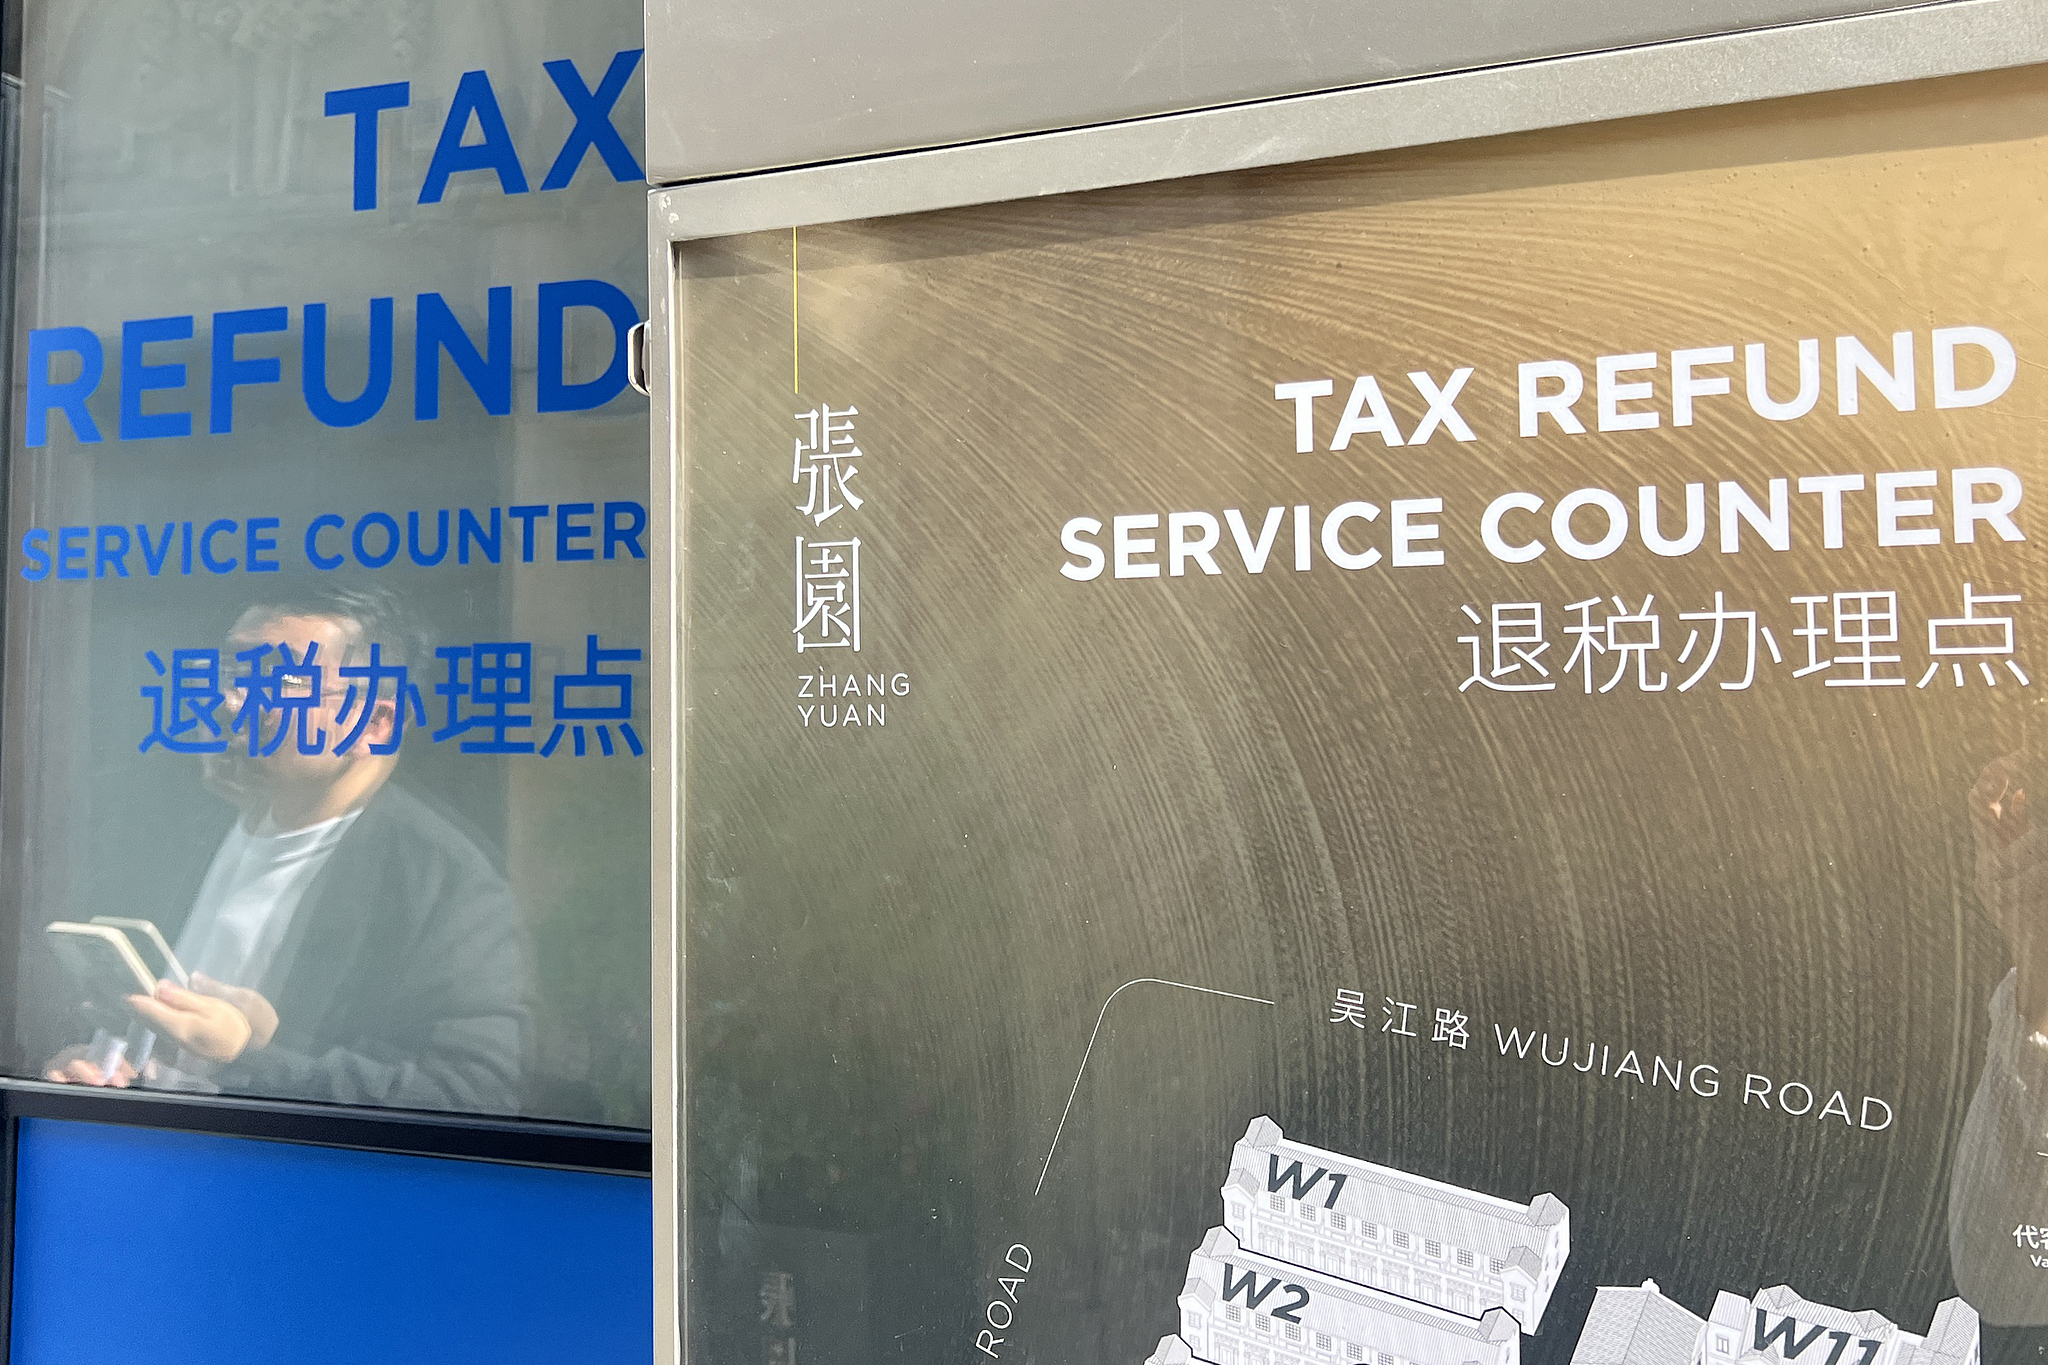 TAX
REFUND
SERVICE COUNTER
退税办理点
張園
ZHANG
YUAN
TAX REFUND
SERVICE COUNTER
退税办理点
吴江路 WUJIANG ROAD
ROAD
W1
W2
W11